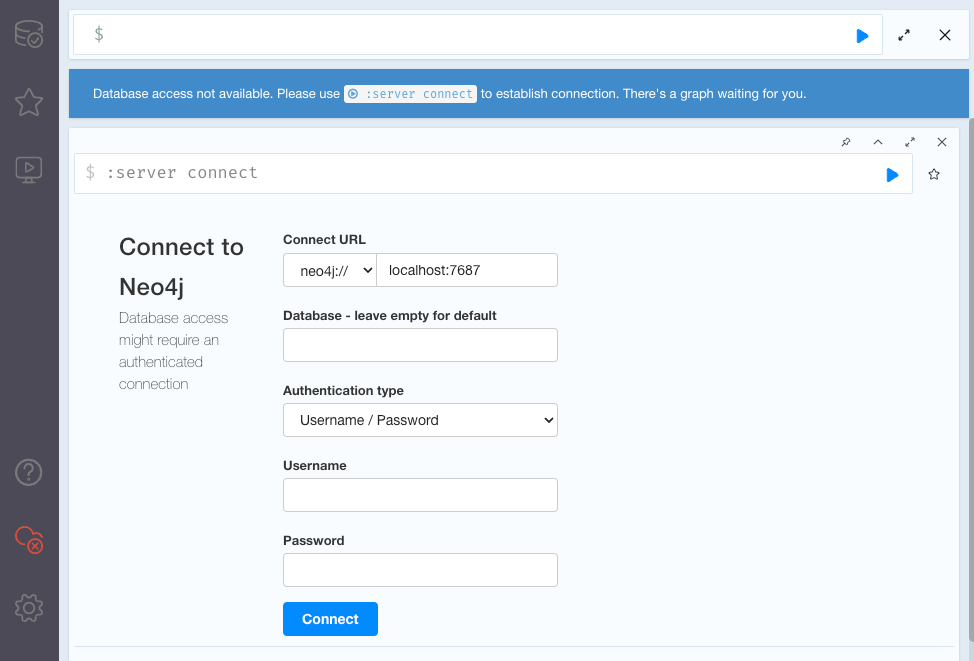 $
Database access not available. Please use :server connect to establish connection. There's a graph waiting for you.
$ :server connect
Connect to
Neo4j
Database access
might require an
authenticated
connection
Connect URL
neo4j:// localhost:7687
Database - leave empty for default
Authentication type
Username / Password
Username
Password
Connect